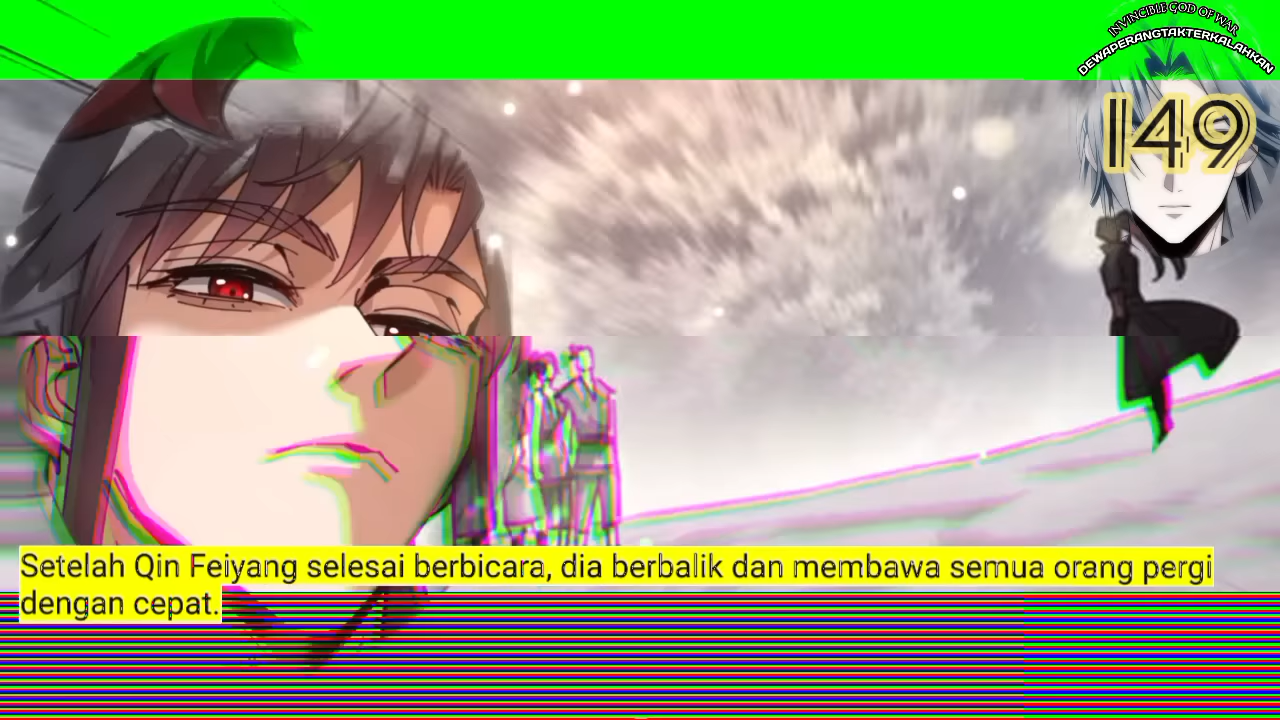 INVINCIBLE GOD OF WAR
DEWAPERANGTAKTERKALAHKAN
149
Setelah Qin Feiyang selesai berbicara, dia berbalik dan membawa semua orang pergi
dengan cepat.